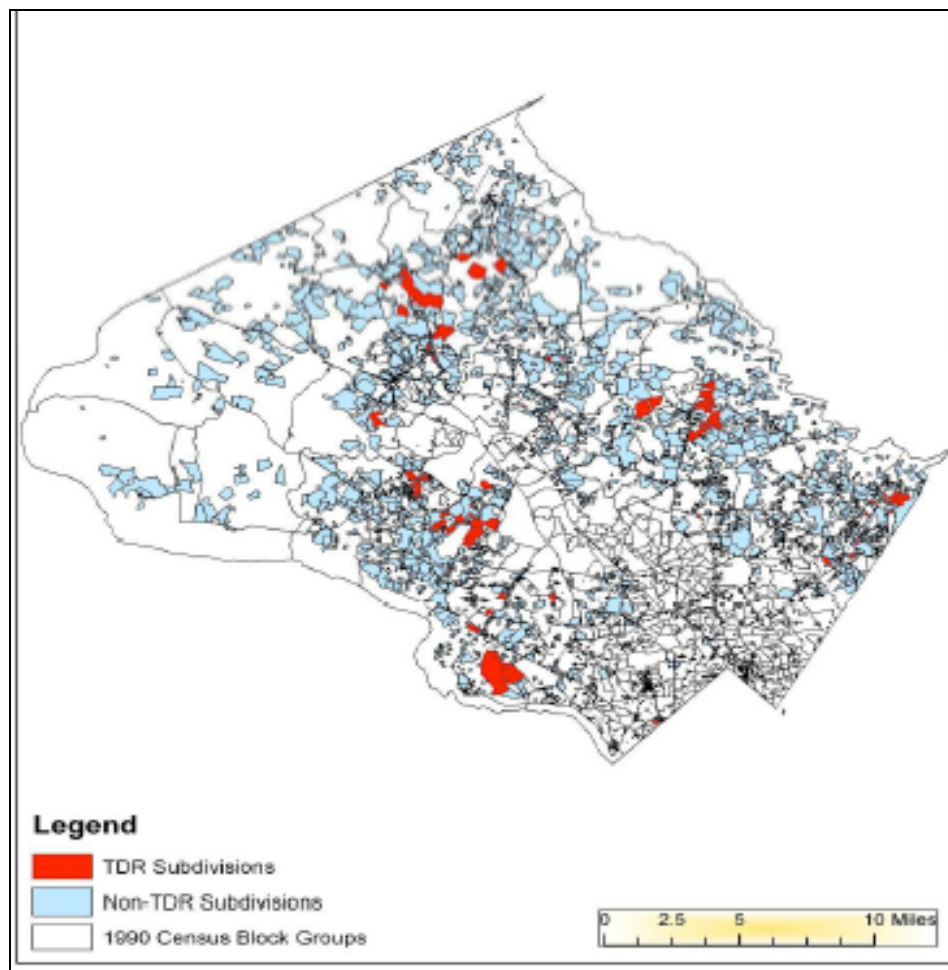 Legend
TDR Subdivisions
Non-TDR Subdivisions
1990 Census Block Groups
0 2.5 5 10 Miles